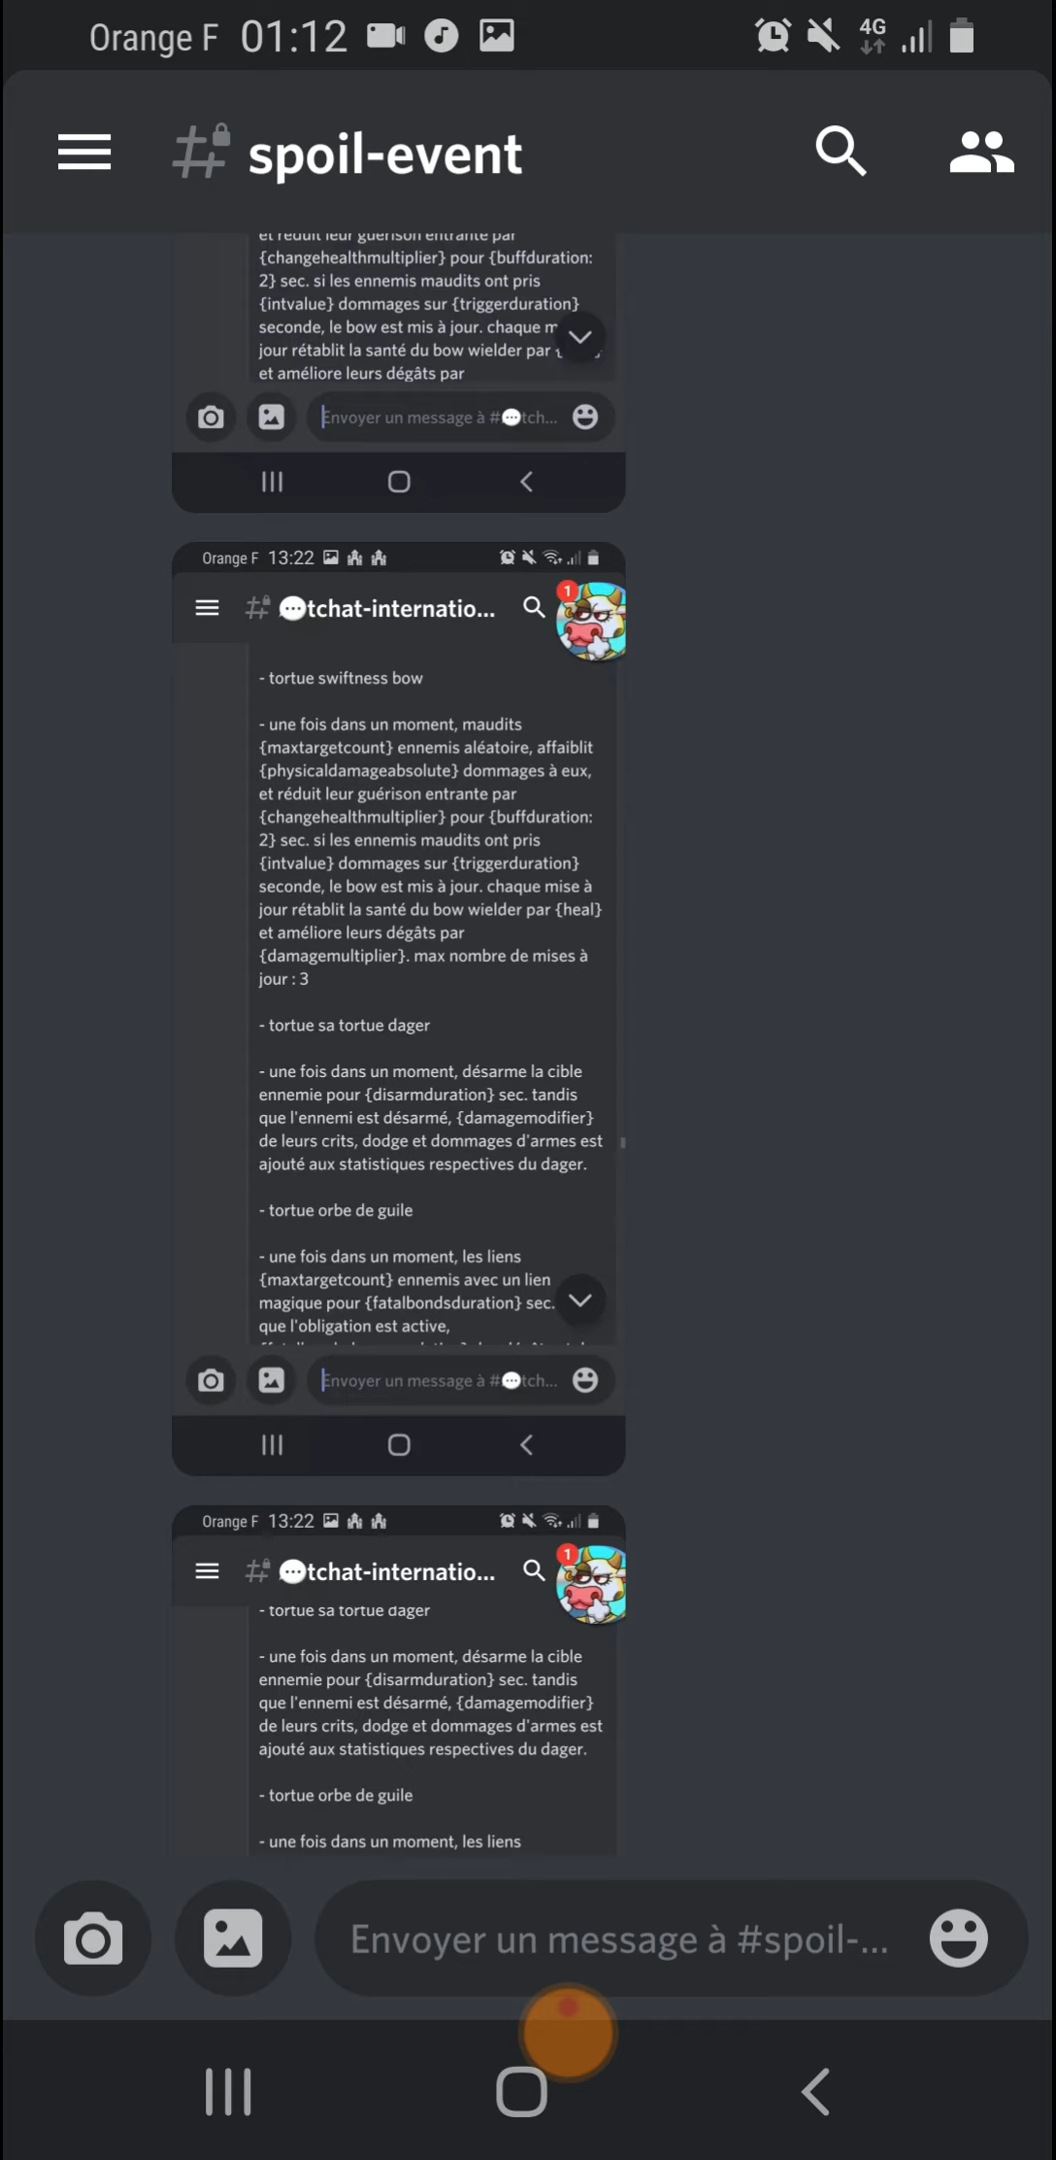 Orange F 01:12
4G
# spoil-event
et réduit leur guérison entrante par
{changehealthmultiplier} pour {buffduration:
2} sec. si les ennemis maudits ont pris
{intvalue} dommages sur {triggerduration}
seconde, le bow est mis à jour. chaque
jour rétablit la santé du bow wielder par
et améliore leurs dégâts par
Envoyer un message à # tch...
Orange F 13:22
1
# tchat-internatio...
- tortue swiftness bow
- une fois dans un moment, maudits
{maxtargetcount} ennemis aléatoire, affaiblit
{physicaldamageabsolute} dommages à eux,
et réduit leur guérison entrante par
{changehealthmultiplier} pour {buffduration:
2} sec. si les ennemis maudits ont pris
{intvalue} dommages sur {triggerduration}
seconde, le bow est mis à jour. chaque mise à
jour rétablit la santé du bow wielder par {heal}
et améliore leurs dégâts par
{damagemultiplier}. max nombre de mises à
jour : 3
- tortue sa tortue dager
- une fois dans un moment, désarme la cible
ennemie pour {disarmduration} sec. tandis
que l'ennemi est désarmé, {damagemodifier}
de leurs crits, dodge et dommages d'armes est
ajouté aux statistiques respectives du dager.
- tortue orbe de guile
- une fois dans un moment, les liens
{maxtargetcount} ennemis avec un lien
magique pour {fatalbondsduration} sec.
que l'obligation est active,
Envoyer un message à # tch...
Orange F 13:22
1
# tchat-internatio...
- tortue sa tortue dager
- une fois dans un moment, désarme la cible
ennemie pour {disarmduration} sec. tandis
que l'ennemi est désarmé, {damagemodifier}
de leurs crits, dodge et dommages d'armes est
ajouté aux statistiques respectives du dager.
- tortue orbe de guile
- une fois dans un moment, les liens
Envoyer un message à #spoil-...